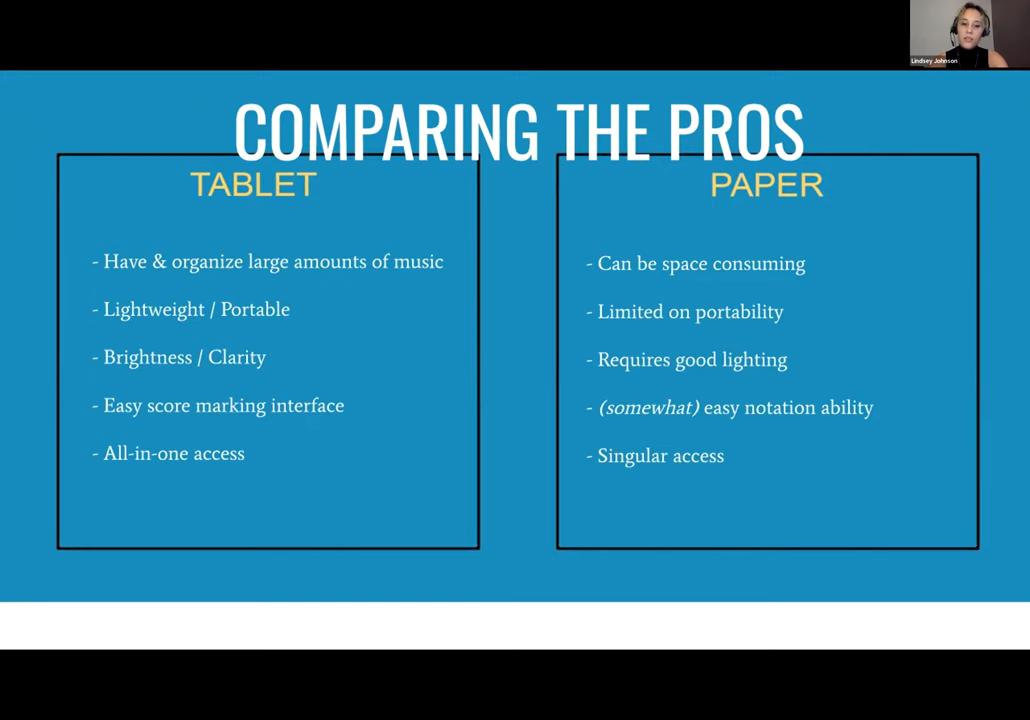 Lindsey Johnson
COMPARING THE PROS
TABLET
- Have & organize large amounts of music
- Lightweight / Portable
- Brightness / Clarity
- Easy score marking interface
- All-in-one access
PAPER
- Can be space consuming
- Limited on portability
- Requires good lighting
- (somewhat) easy notation ability
- Singular access